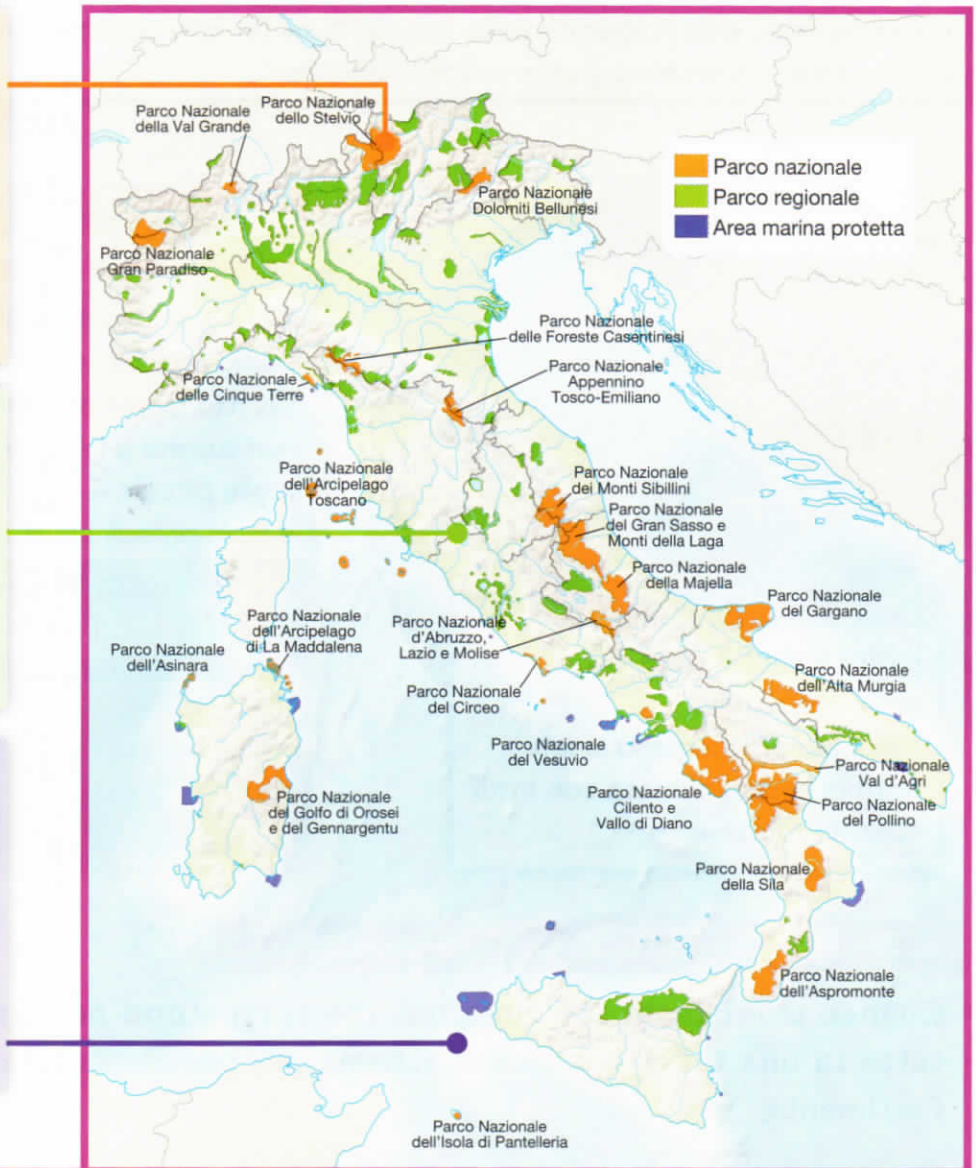 Parco Nazionale
della Val Grande
Parco Nazionale
dello Stelvio
Parco nazionale
Parco regionale
Area marina protetta
Parco Nazionale
Dolomiti Bellunesi
Parco Nazionale
Gran Paradiso
Parco Nazionale
delle Foreste Casentinesi
Parco Nazionale
delle Cinque Terre
Parco Nazionale
Appennino
Tosco-Emiliano
Parco Nazionale
dell'Arcipelago
Toscano
Parco Nazionale
dei Monti Sibillini
Parco Nazionale
del Gran Sasso e
Monti della Laga
Parco Nazionale
della Majella
Parco Nazionale
del Gargano
Parco Nazionale
dell'Asinara
Parco Nazionale
dell'Arcipelago
di La Maddalena
Parco Nazionale
d'Abruzzo,
Lazio e Molise
Parco Nazionale
del Circeo
Parco Nazionale
dell'Alta Murgia
Parco Nazionale
del Vesuvio
Parco Nazionale
Val d'Agri
Parco Nazionale
del Golfo di Orosei
e del Gennargentu
Parco Nazionale
Cilento e
Vallo di Diano
Parco Nazionale
del Pollino
Parco Nazionale
della Sila
Parco Nazionale
dell'Aspromonte
Parco Nazionale
dell'Isola di Pantelleria